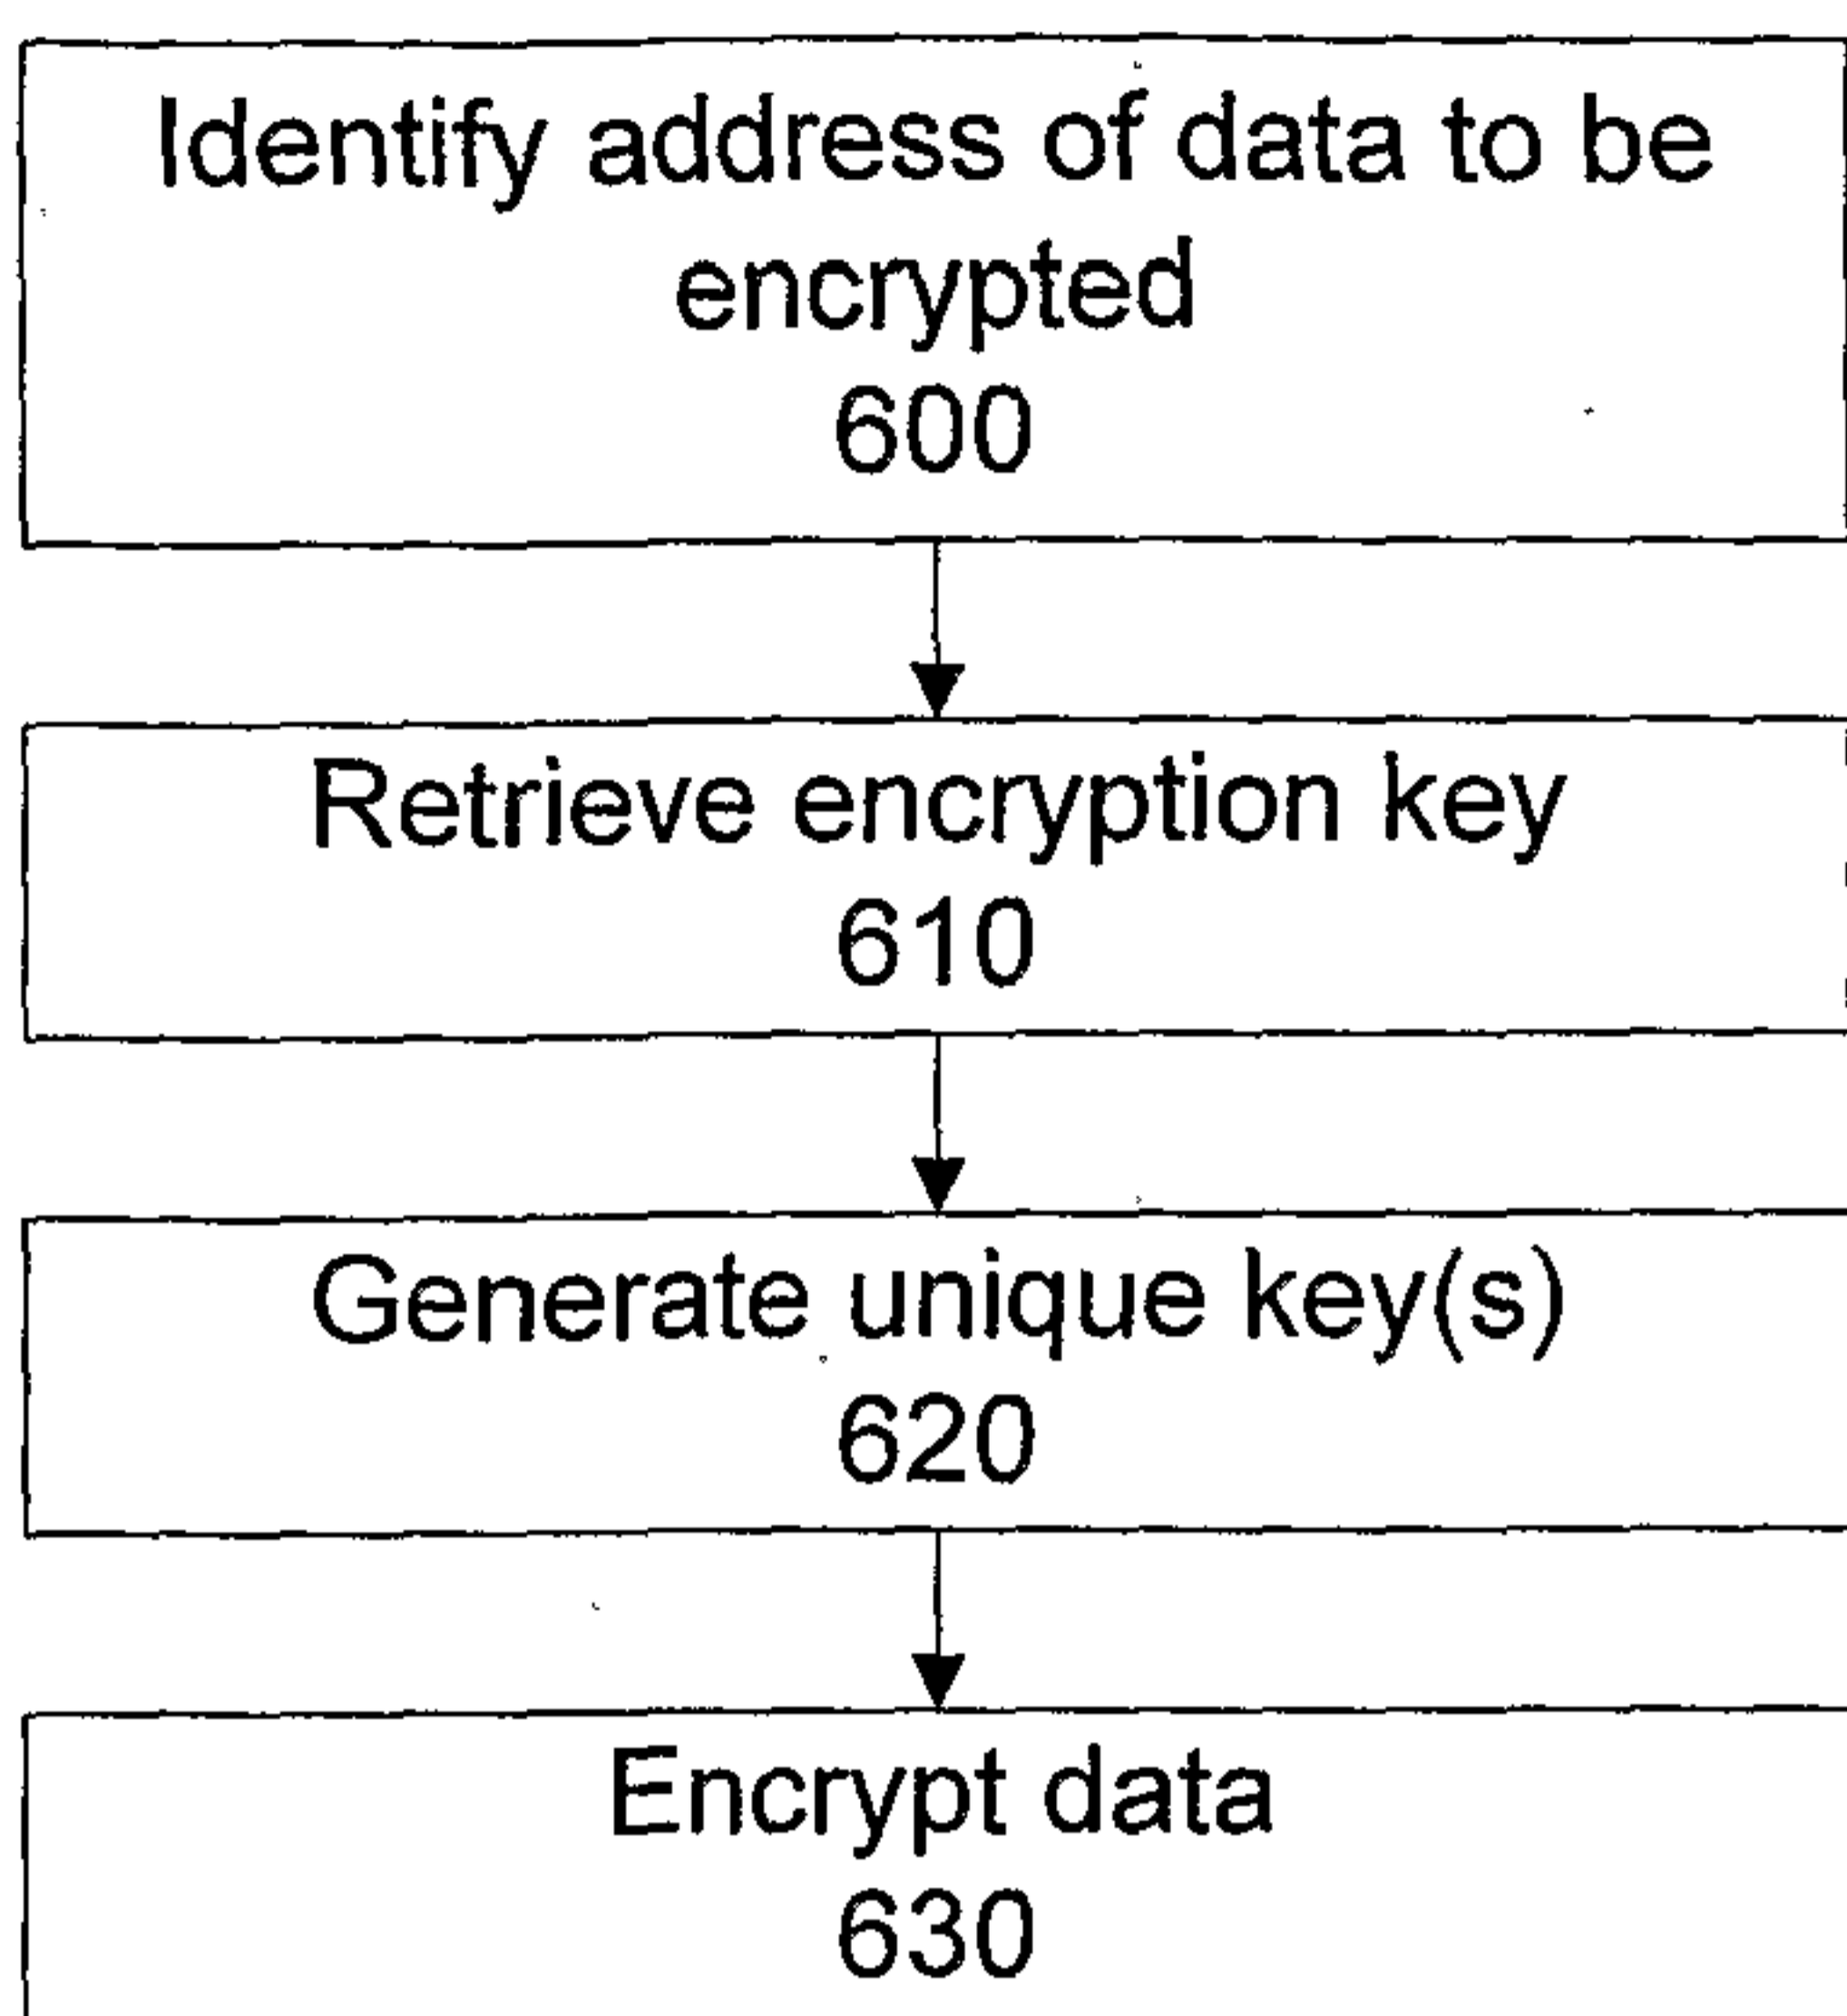 Identify address of data to be
encrypted
600
Retrieve encryption key
610
Generate unique key(s)
620
Encrypt data
630